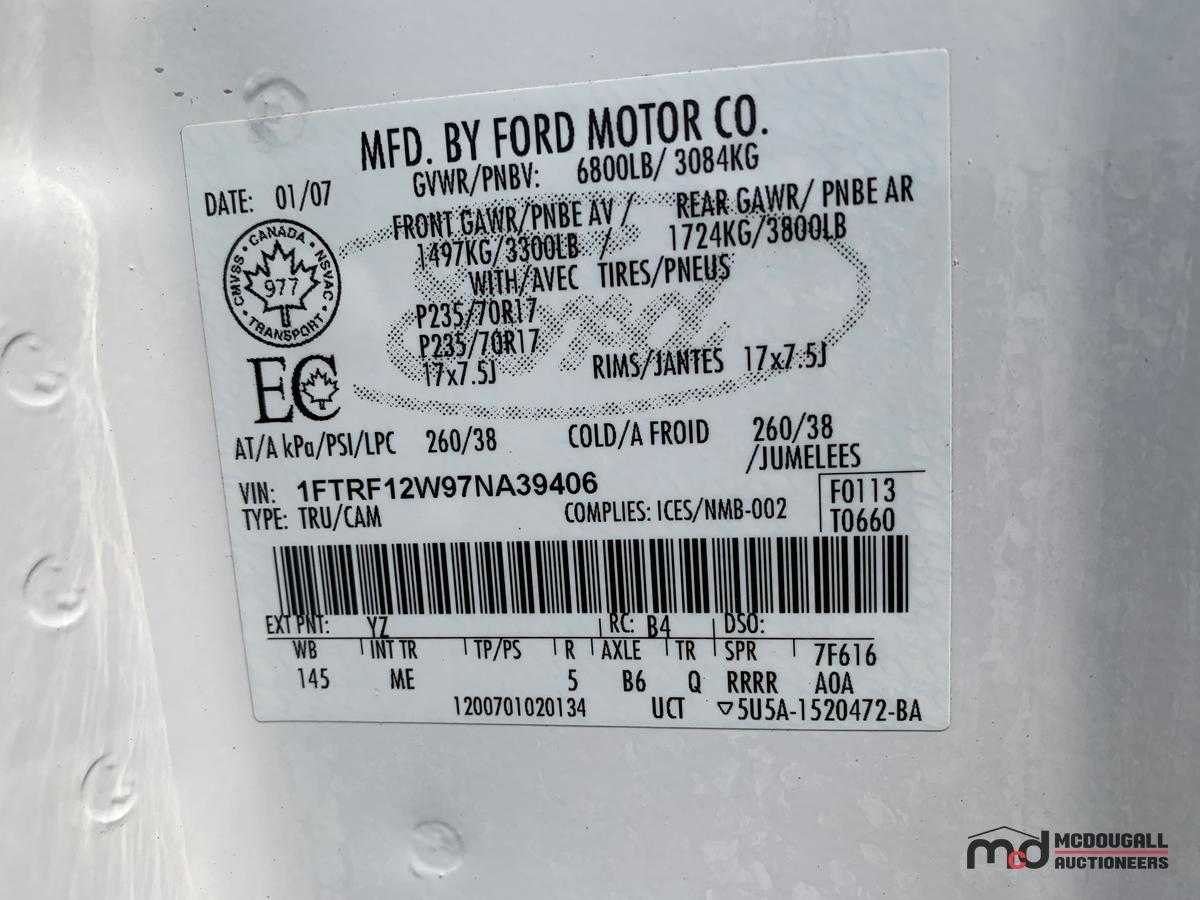 MFD. BY FORD MOTOR CO.
DATE: 01/07
GVWR/PNBV: 6800LB/ 3084KG
FRONT GAWR/PNBE AV / REAR GAWR/ PNBE AR
1497KG/3300LB / 1724KG/3800LB
WITH/AVEC TIRES/PNEUS
P235/70R17
P235/70R17
17x7.5J RIMS/JANTES 17x7.5J
CANADA
CMVSS NSVAC
977
TRANSPORT
EC
Ford
AT/A kPa/PSI/LPC 260/38 COLD/A FROID 260/38
/JUMELEES
VIN: 1FTRF12W97NA39406
F0113
TYPE: TRU/CAM COMPLIES: ICES/NMB-002 T0660
EXT PNT: YZ RC: B4 DSO:
WB INT TR TP/PS R AXLE TR SPR 7F616
145 ME 5 B6 Q RRRR A0A
1200701020134 UCT ▽5U5A-1520472-BA
mcd MCDOUGALL
AUCTIONEERS